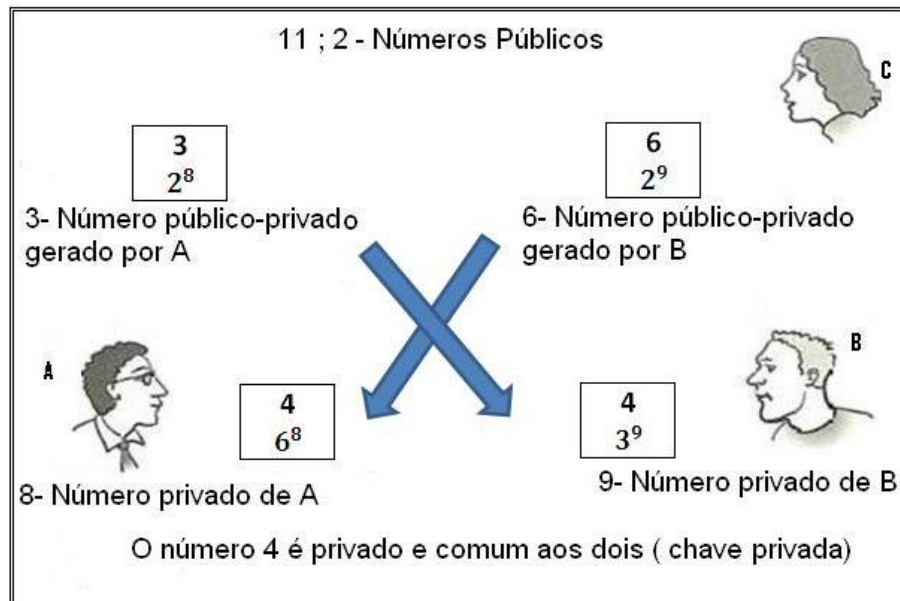 11 ; 2 - Números Públicos
C
3
2⁸
3- Número público-privado
gerado por A
6
2⁹
6- Número público-privado
gerado por B
A
4
6⁸
8- Número privado de A
B
4
3⁹
9- Número privado de B
O número 4 é privado e comum aos dois ( chave privada)